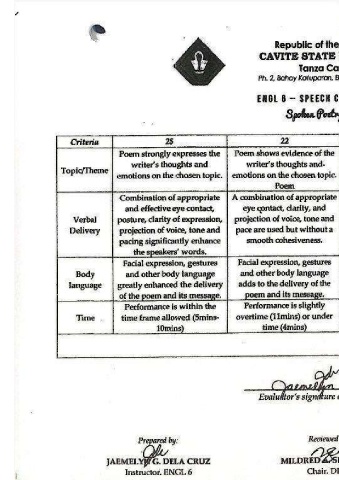 Republic of the
CAVITE STATE
Tanza Ca
Ph. 2, Bahay Katuparan, B
ENGL 6 – SPEECH C
Spoken Poetry
Criteria 25 22
Topic/Theme
Poem strongly expresses the
writer's thoughts and
emotions on the chosen topic.
Poem shows evidence of the
writer's thoughts and
emotions on the chosen topic.
Poem
Verbal
Delivery
Combination of appropriate
and effective eye contact,
posture, clarity of expression,
projection of voice, tone and
pacing significantly enhance
the speakers' words.
A combination of appropriate
eye contact, clarity, and
projection of voice, tone and
pace are used but without a
smooth cohesiveness.
Body
language
Facial expression, gestures
and other body language
greatly enhanced the delivery
of the poem and its message.
Facial expression, gestures
and other body language
adds to the delivery of the
poem and its message.
Time
Performance is within the
time frame allowed (5mins-
10mins)
Performance is slightly
overtime (11mins) or under
time (4mins)
Jaemelyn
Evaluator's signature
Prepared by:
JAEMELYN G. DELA CRUZ
Instructor, ENGL 6
Reviewed
MILDRED
Chair, DE